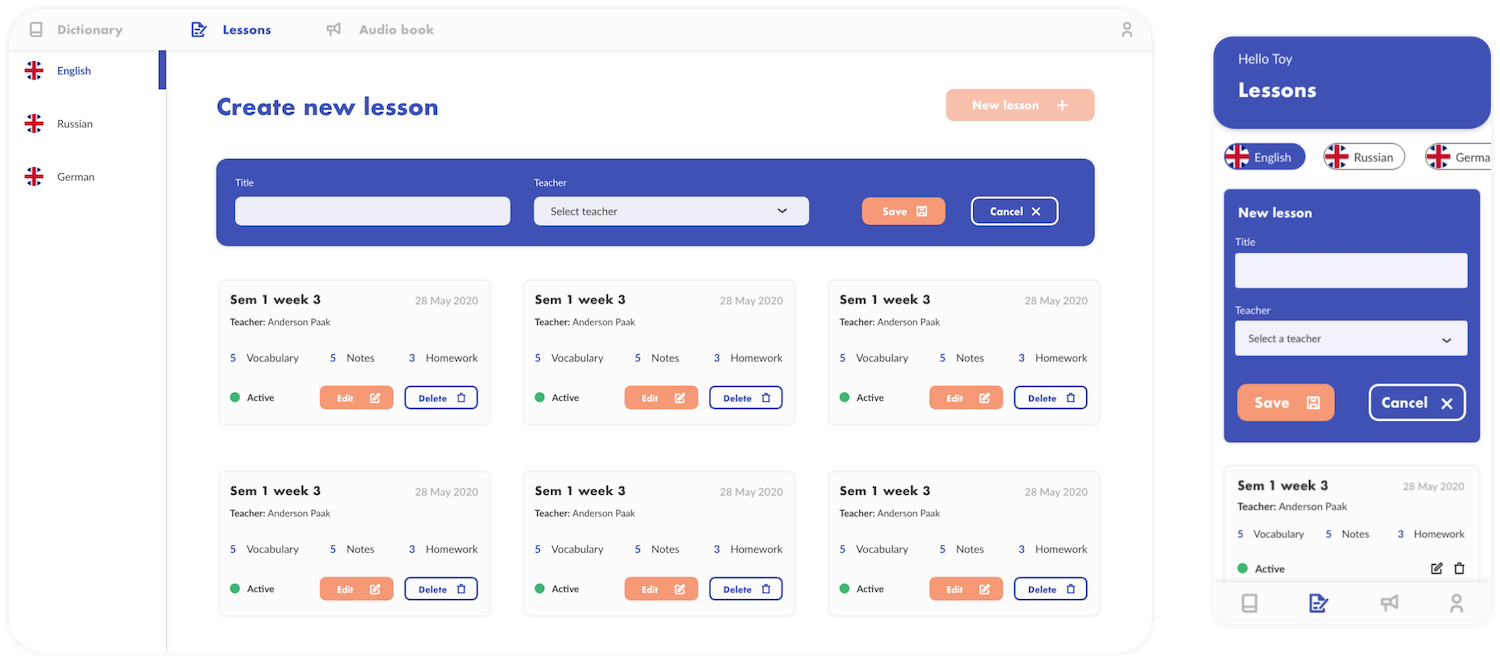 Dictionary Lessons Audio book
English
Russian
German
Create new lesson New lesson
Title Teacher
Select teacher Save Cancel
Sem 1 week 3 28 May 2020 Sem 1 week 3 28 May 2020 Sem 1 week 3 28 May 2020
Teacher: Anderson Paak Teacher: Anderson Paak Teacher: Anderson Paak
5 Vocabulary 5 Notes 3 Homework 5 Vocabulary 5 Notes 3 Homework 5 Vocabulary 5 Notes 3 Homework
Active Edit Delete Active Edit Delete Active Edit Delete
Sem 1 week 3 28 May 2020 Sem 1 week 3 28 May 2020 Sem 1 week 3 28 May 2020
Teacher: Anderson Paak Teacher: Anderson Paak Teacher: Anderson Paak
5 Vocabulary 5 Notes 3 Homework 5 Vocabulary 5 Notes 3 Homework 5 Vocabulary 5 Notes 3 Homework
Active Edit Delete Active Edit Delete Active Edit Delete
Hello Toy
Lessons
English Russian Germa
New lesson
Title
Teacher
Select a teacher
Save Cancel
Sem 1 week 3 28 May 2020
Teacher: Anderson Paak
5 Vocabulary 5 Notes 3 Homework
Active